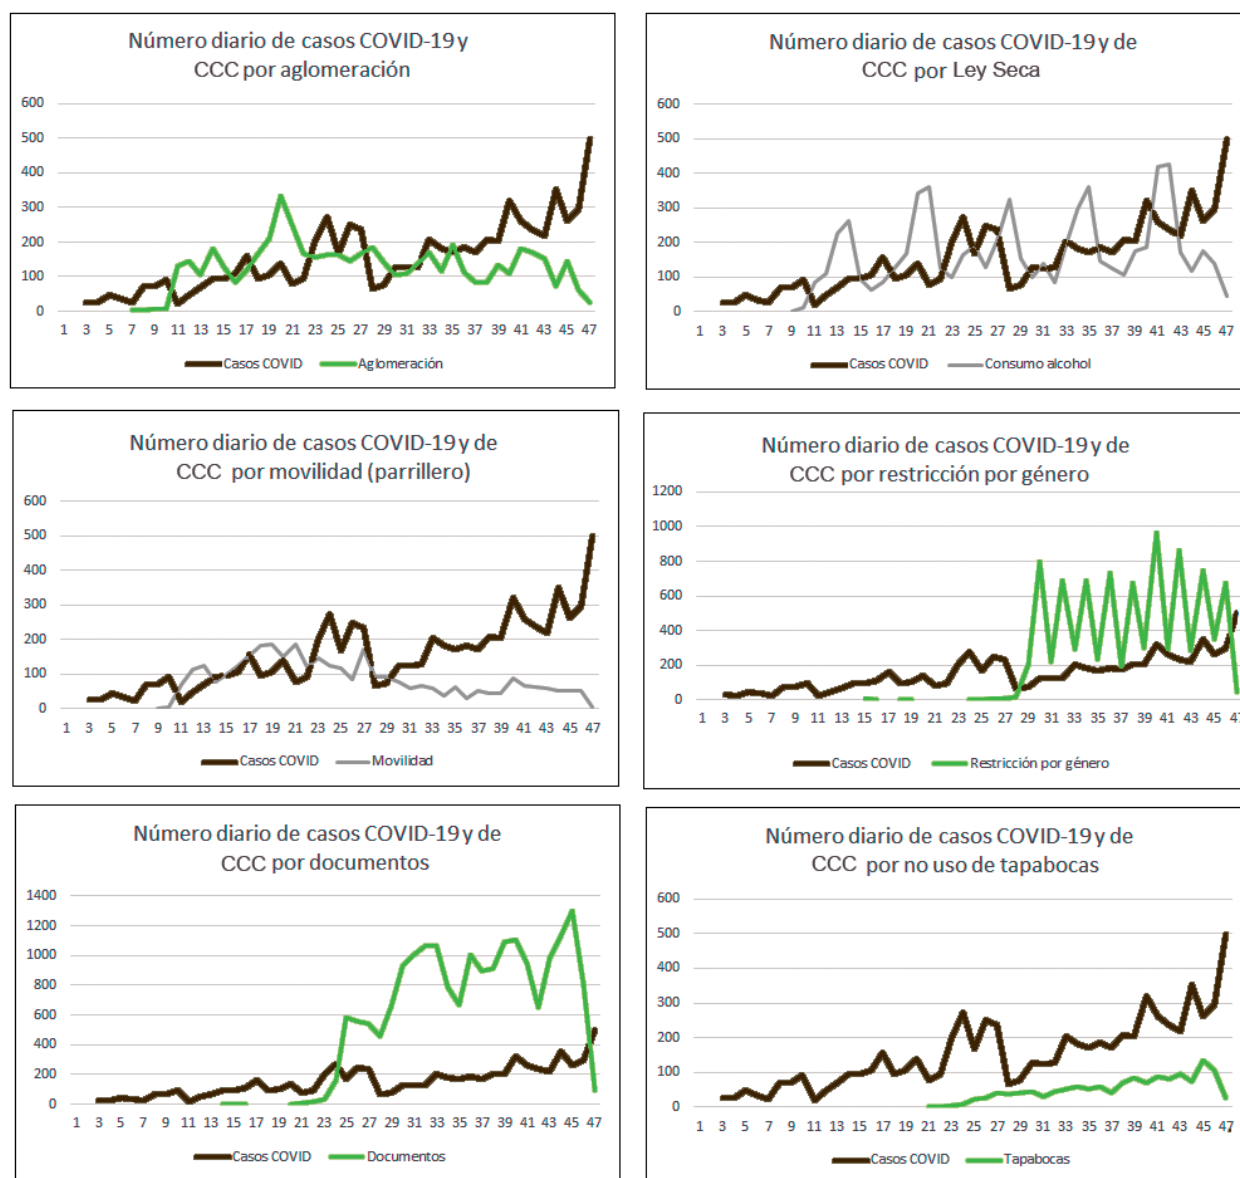 Número diario de casos COVID-19 y
CCC por aglomeración
600
500
400
300
200
100
0
1 3 5 7 9 11 13 15 17 19 21 23 25 27 29 31 33 35 37 39 41 43 45 47
Casos COVID Aglomeración
Número diario de casos COVID-19 y de
CCC por Ley Seca
600
500
400
300
200
100
0
1 3 5 7 9 11 13 15 17 19 21 23 25 27 29 31 33 35 37 39 41 43 45 47
Casos COVID Consumo alcohol
Número diario de casos COVID-19 y de
CCC por movilidad (parrillero)
600
500
400
300
200
100
0
1 3 5 7 9 11 13 15 17 19 21 23 25 27 29 31 33 35 37 39 41 43 45 47
Casos COVID Movilidad
Número diario de casos COVID-19 y de
CCC por restricción por género
1200
1000
800
600
400
200
0
1 3 5 7 9 11 13 15 17 19 21 23 25 27 29 31 33 35 37 39 41 43 45 47
Casos COVID Restricción por género
Número diario de casos COVID-19 y de
CCC por documentos
1400
1200
1000
800
600
400
200
0
1 3 5 7 9 11 13 15 17 19 21 23 25 27 29 31 33 35 37 39 41 43 45 47
Casos COVID Documentos
Número diario de casos COVID-19 y de
CCC por no uso de tapabocas
600
500
400
300
200
100
0
1 3 5 7 9 11 13 15 17 19 21 23 25 27 29 31 33 35 37 39 41 43 45 47
Casos COVID Tapabocas